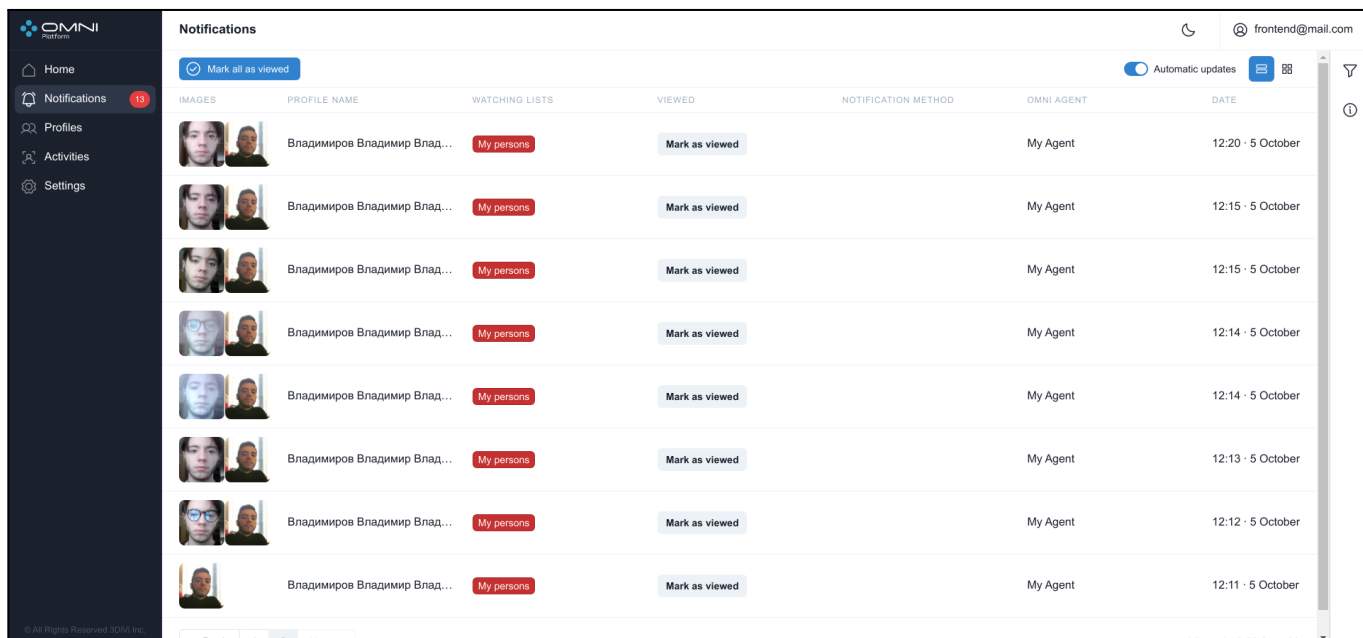 OMNI
Platform
Notifications
frontend@mail.com
Home
Notifications 13
Profiles
Activities
Settings
Mark all as viewed
Automatic updates
IMAGES PROFILE NAME WATCHING LISTS VIEWED NOTIFICATION METHOD OMNI AGENT DATE
Владимиров Владимир Влад... My persons Mark as viewed My Agent 12:20 · 5 October
Владимиров Владимир Влад... My persons Mark as viewed My Agent 12:15 · 5 October
Владимиров Владимир Влад... My persons Mark as viewed My Agent 12:15 · 5 October
Владимиров Владимир Влад... My persons Mark as viewed My Agent 12:14 · 5 October
Владимиров Владимир Влад... My persons Mark as viewed My Agent 12:14 · 5 October
Владимиров Владимир Влад... My persons Mark as viewed My Agent 12:13 · 5 October
Владимиров Владимир Влад... My persons Mark as viewed My Agent 12:12 · 5 October
Владимиров Владимир Влад... My persons Mark as viewed My Agent 12:11 · 5 October
© All Rights Reserved 3DiVi Inc.